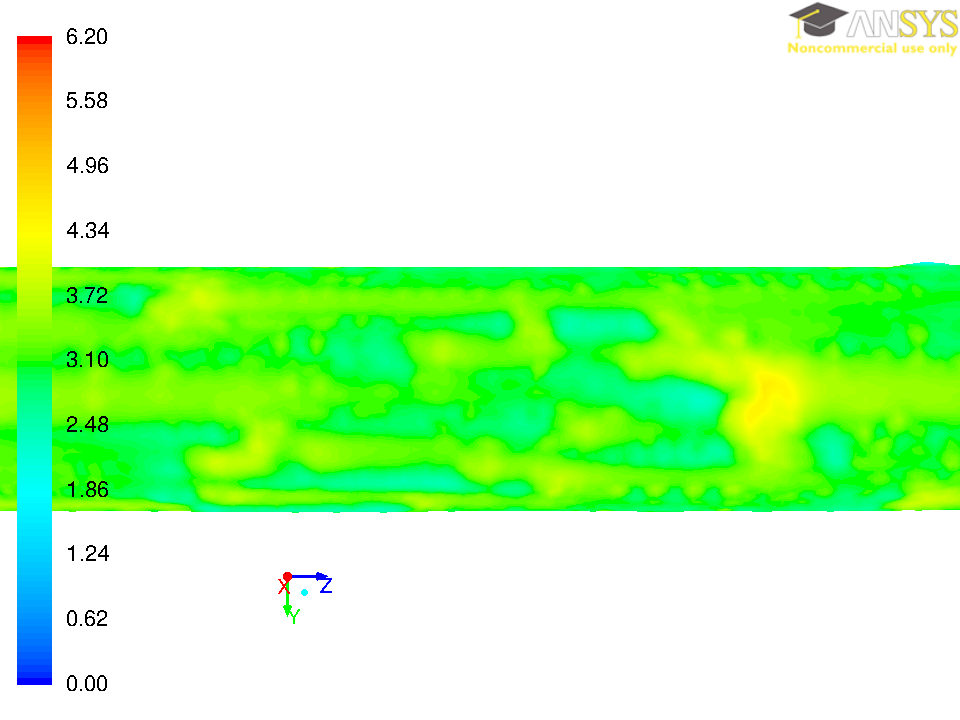 ANSYS
Noncommercial use only
6.20
5.58
4.96
4.34
3.72
3.10
2.48
1.86
1.24
0.62
0.00
X
Z
Y